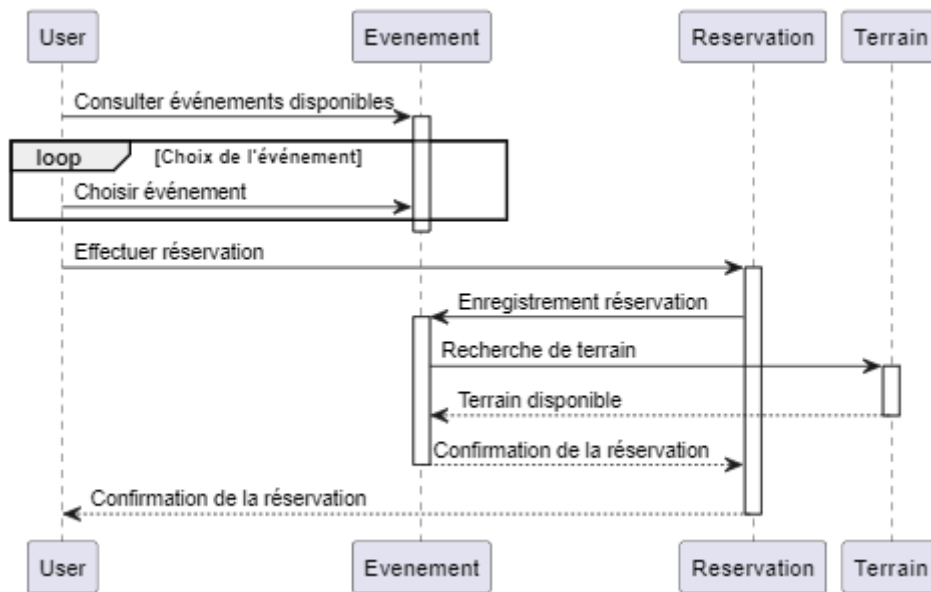 User Evenement Reservation Terrain
Consulter événements disponibles
loop [Choix de l'événement]
Choisir événement
Effectuer réservation
Enregistrement réservation
Recherche de terrain
Terrain disponible
Confirmation de la réservation
Confirmation de la réservation
User Evenement Reservation Terrain